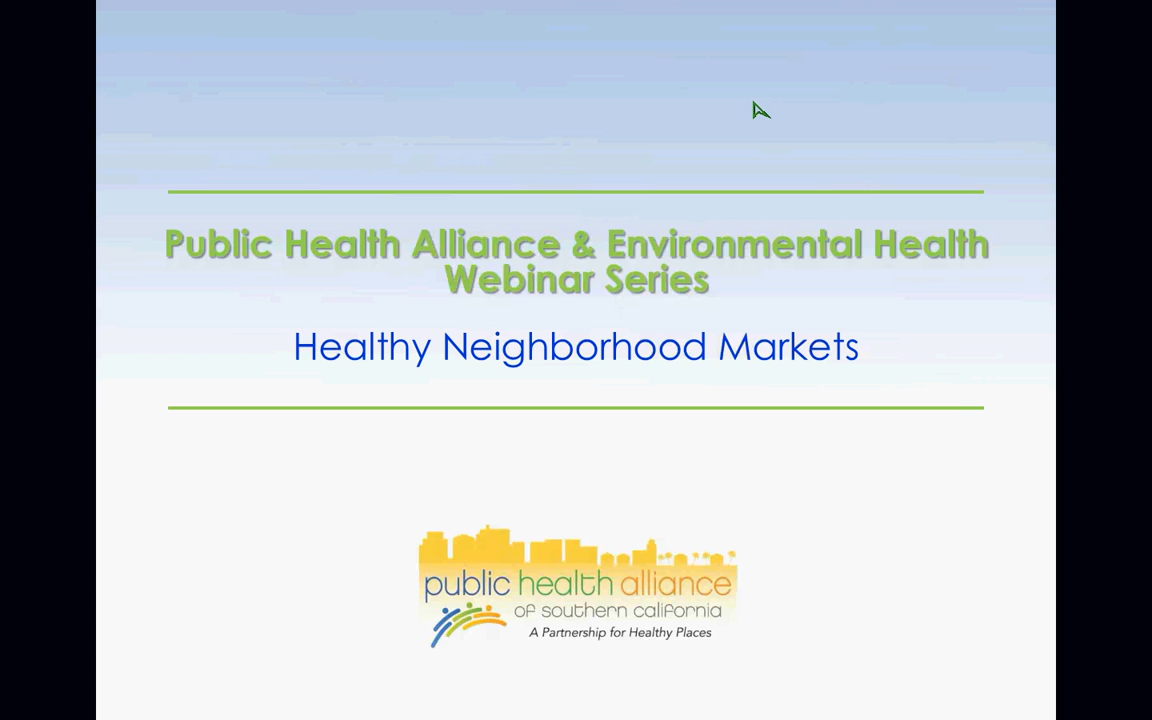 Public Health Alliance & Environmental Health
Webinar Series
Healthy Neighborhood Markets
public health alliance
of southern california
A Partnership for Healthy Places